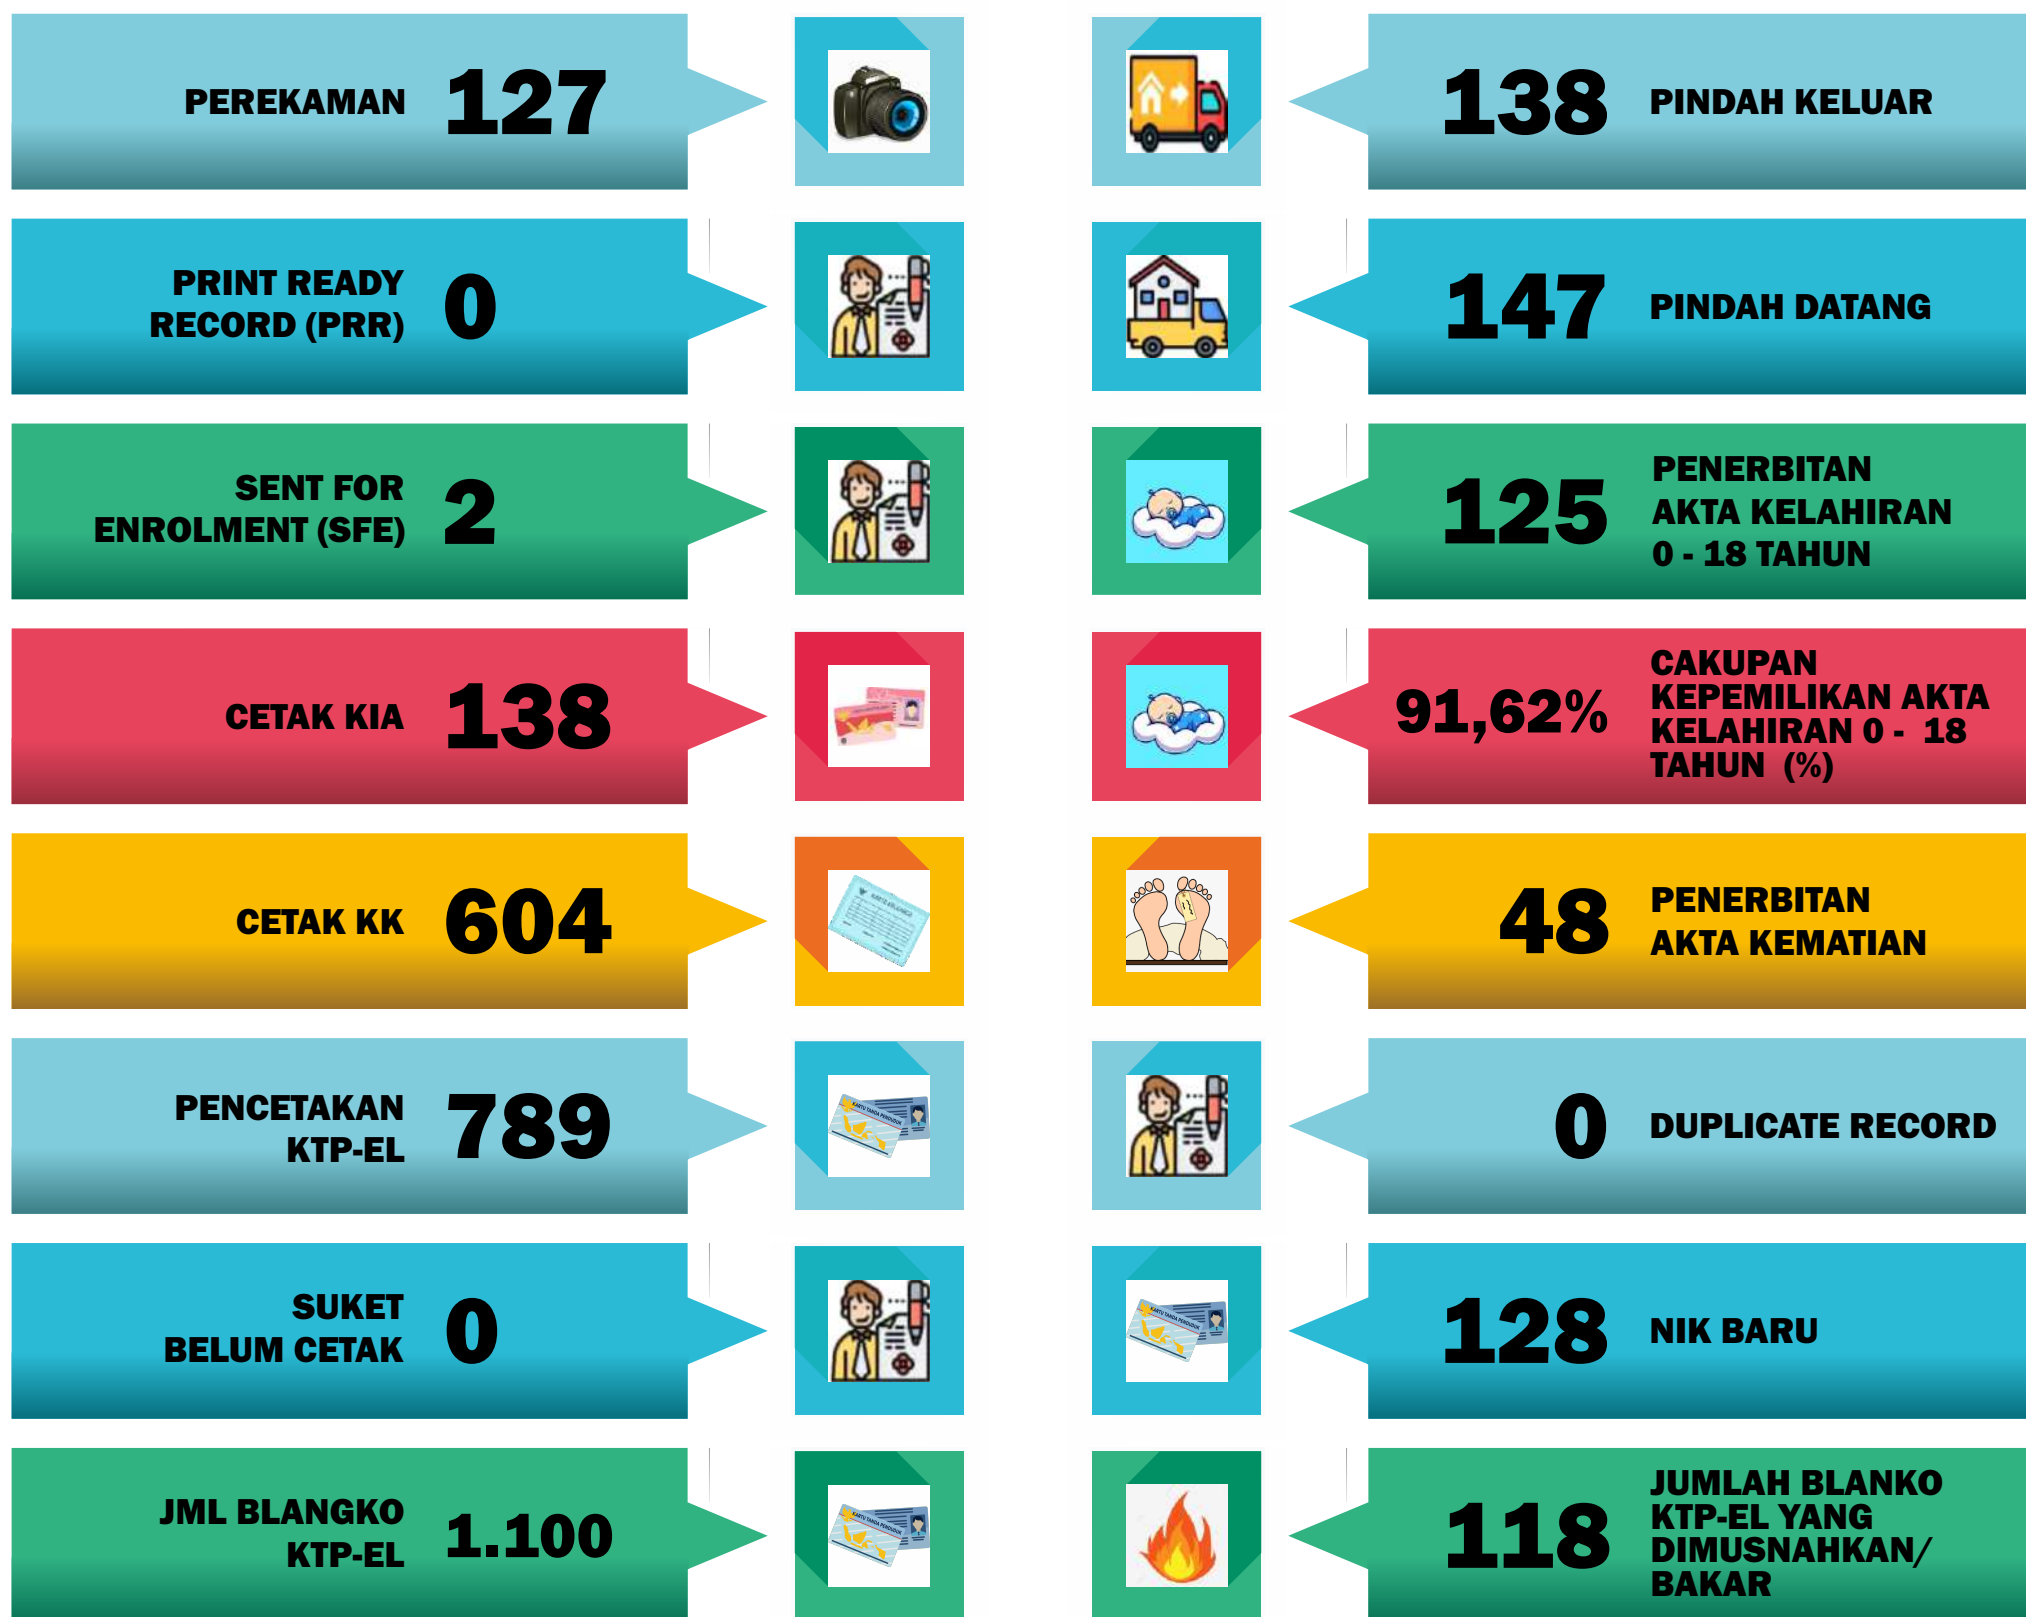 PEREKAMAN 127
138 PINDAH KELUAR
PRINT READY
RECORD (PRR)
0
147 PINDAH DATANG
SENT FOR
ENROLMENT (SFE)
2
125
PENERBITAN
AKTA KELAHIRAN
0 - 18 TAHUN
CETAK KIA 138
91,62%
CAKUPAN
KEPEMILIKAN AKTA
KELAHIRAN 0 - 18
TAHUN (%)
CETAK KK 604
48
PENERBITAN
AKTA KEMATIAN
PENCETAKAN
KTP-EL
789
0 DUPLICATE RECORD
SUKET
BELUM CETAK
0
128 NIK BARU
JML BLANGKO
KTP-EL
1.100
118
JUMLAH BLANKO
KTP-EL YANG
DIMUSNAHKAN/
BAKAR